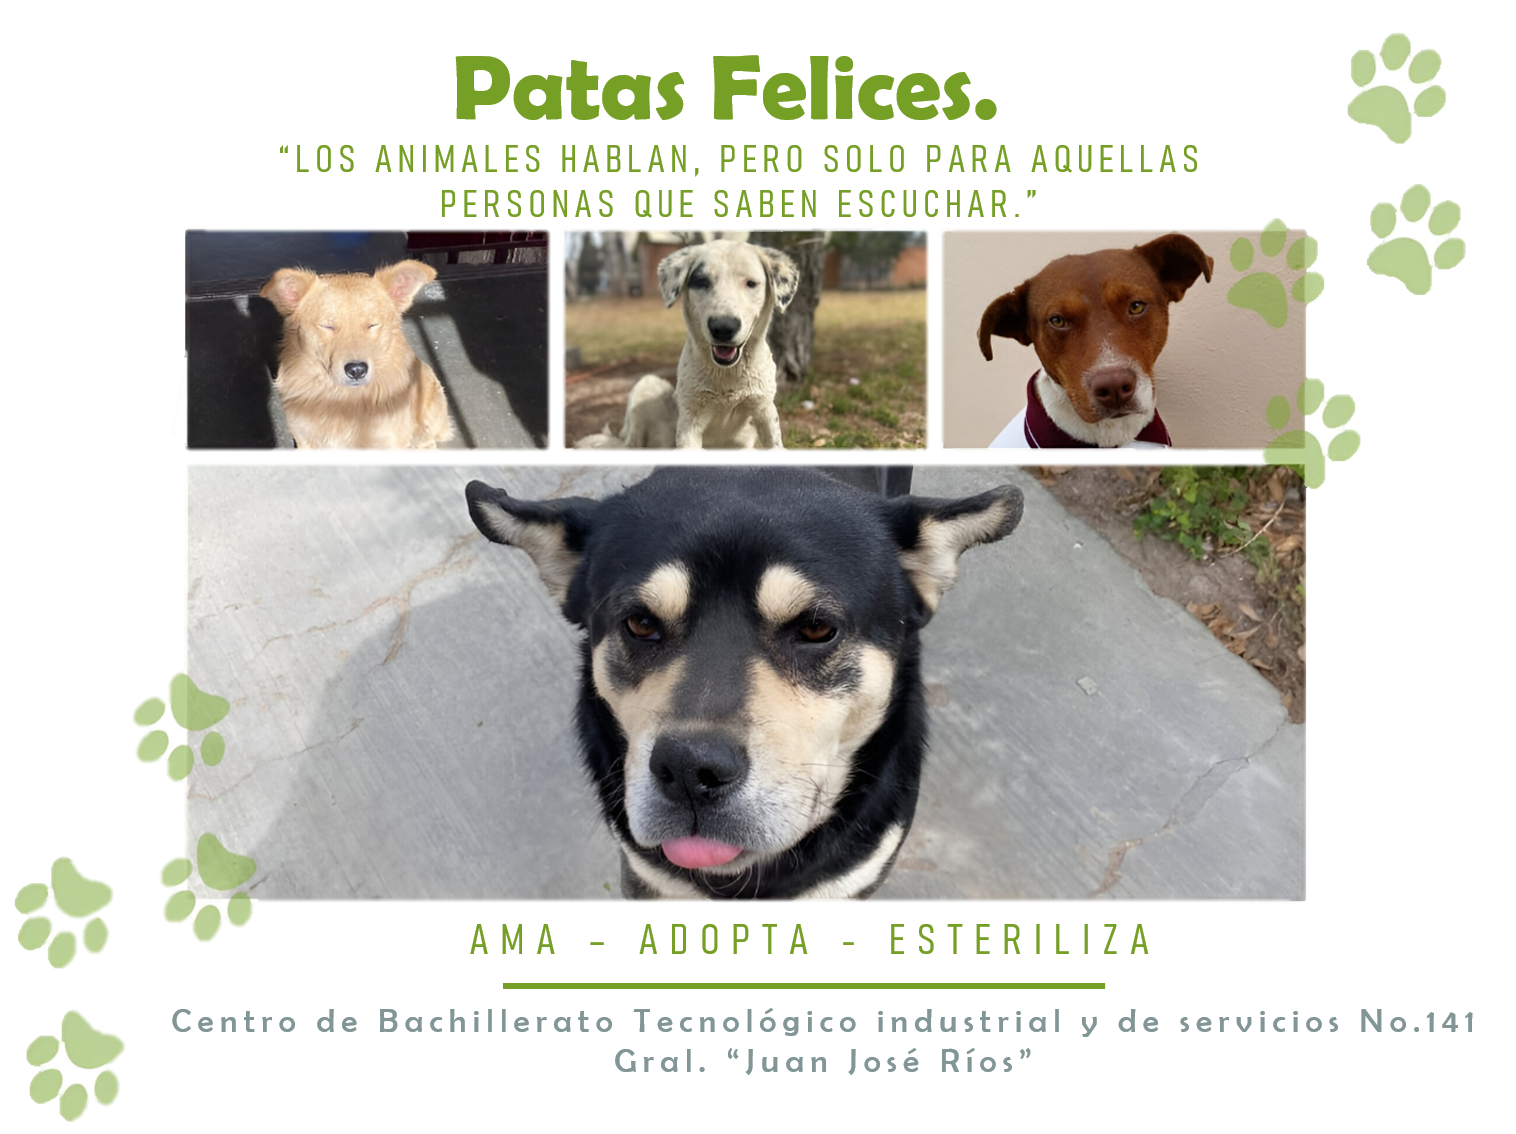 Patas Felices.
“LOS ANIMALES HABLAN, PERO SOLO PARA AQUELLAS
PERSONAS QUE SABEN ESCUCHAR.”
AMA – ADOPTA - ESTERILIZA
Centro de Bachillerato Tecnológico industrial y de servicios No.141
Gral. “Juan José Ríos”